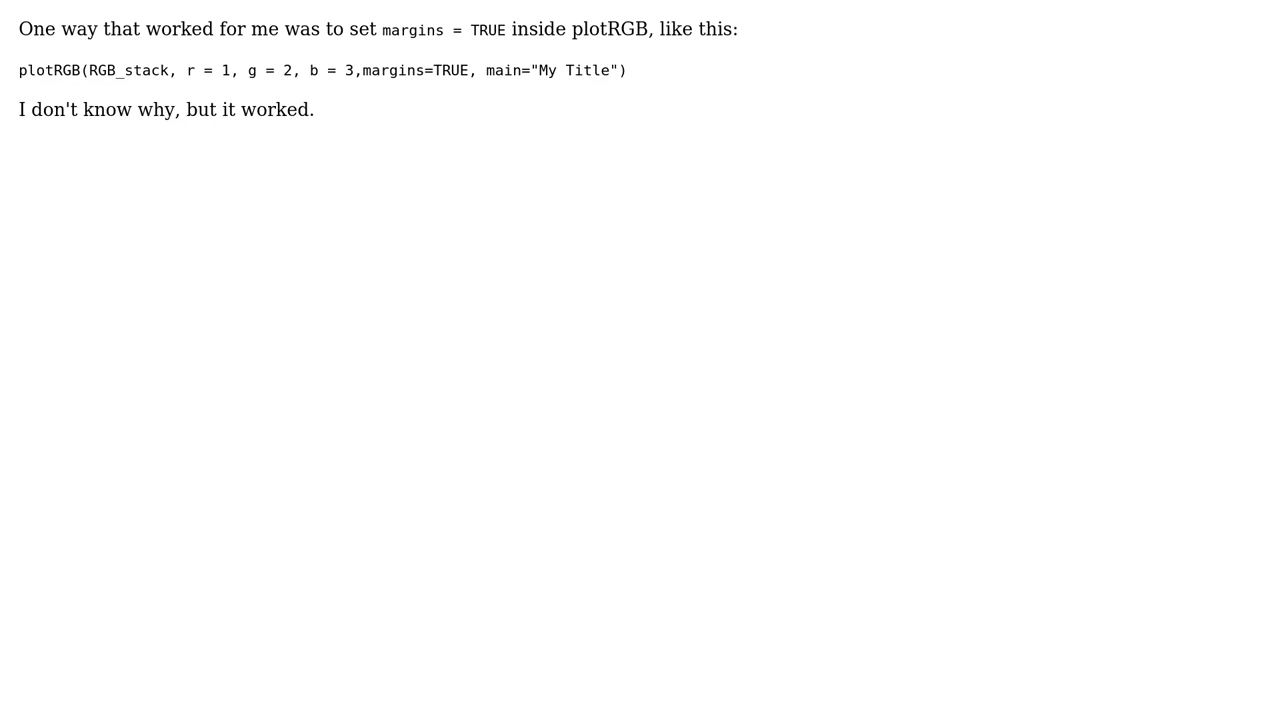 One way that worked for me was to set margins = TRUE inside plotRGB, like this:
plotRGB(RGB_stack, r = 1, g = 2, b = 3,margins=TRUE, main="My Title")
I don't know why, but it worked.